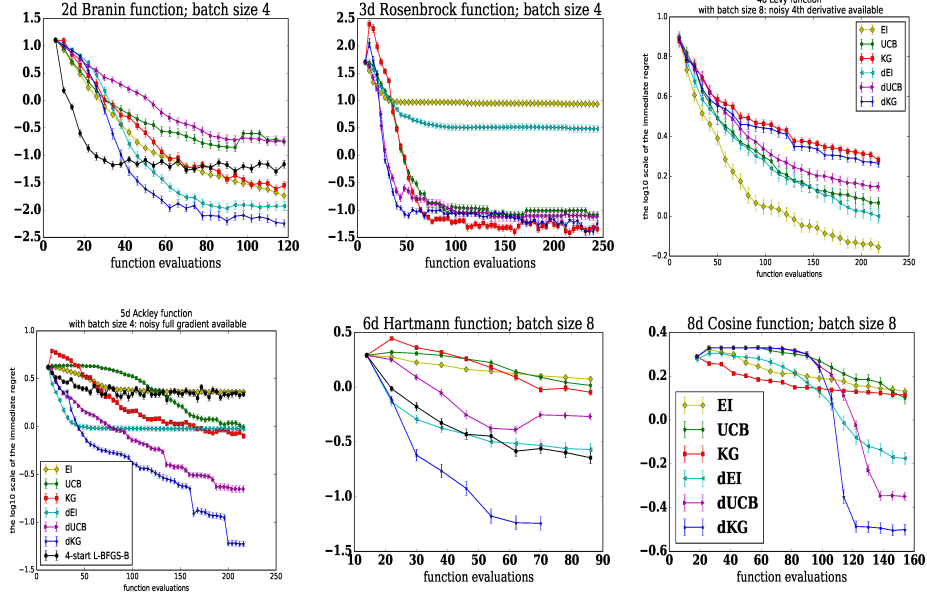 2d Branin function; batch size 4
1.5
1.0
0.5
0.0
−0.5
−1.0
−1.5
−2.0
−2.5
0 20 40 60 80 100 120
function evaluations
3d Rosenbrock function; batch size 4
2.5
2.0
1.5
1.0
0.5
0.0
−0.5
−1.0
−1.5
0 50 100 150 200 250
function evaluations
4d Levy function
with batch size 8: noisy 4th derivative available
the log10 scale of the immediate regret
1.0
0.8
0.6
0.4
0.2
0.0
−0.2
0 50 100 150 200 250
function evaluations
EI
UCB
KG
dEI
dUCB
dKG
5d Ackley function
with batch size 4: noisy full gradient available
the log10 scale of the immediate regret
1.0
0.5
0.0
−0.5
−1.0
−1.5
0 50 100 150 200 250
function evaluations
EI
UCB
KG
dEI
dUCB
dKG
4-start L-BFGS-B
6d Hartmann function; batch size 8
0.5
0.0
−0.5
−1.0
−1.5
10 20 30 40 50 60 70 80 90
function evaluations
8d Cosine function; batch size 8
0.4
0.2
0.0
−0.2
−0.4
−0.6
0 20 40 60 80 100 120 140 160
function evaluations
EI
UCB
KG
dEI
dUCB
dKG